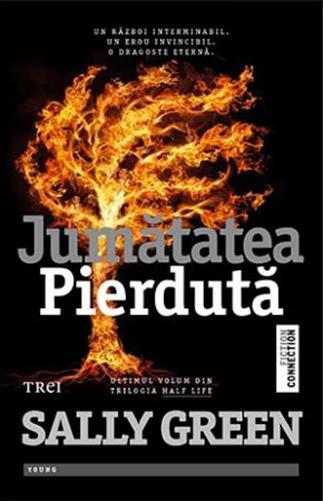 UN RĂZBOI INTERMINABIL.
UN EROU INVINCIBIL.
O DRAGOSTE ETERNĂ.
Jumătatea
Pierdută
FICTION
CONNECTION
TREI
ULTIMUL VOLUM DIN
TRILOGIA HALF LIFE
SALLY GREEN
YOUNG